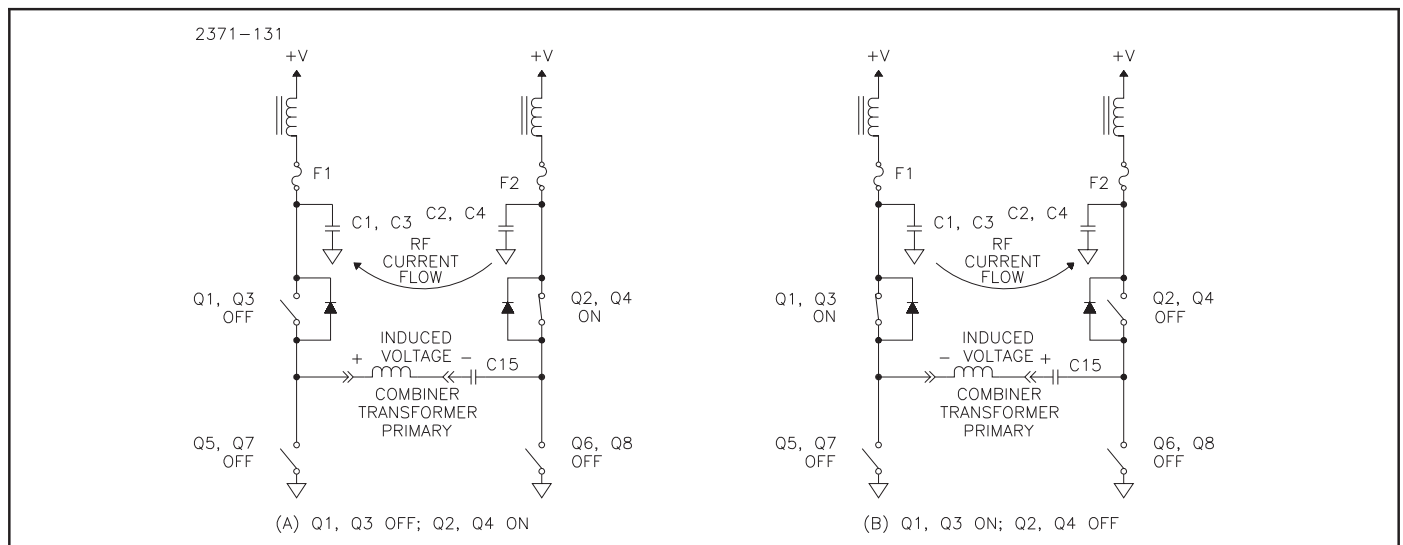 2371-131
+V
+V
F1
F2
C1, C3
C2, C4
RF
CURRENT
FLOW
Q1, Q3
OFF
Q2, Q4
ON
INDUCED
+ VOLTAGE -
C15
COMBINER
TRANSFORMER
PRIMARY
Q5, Q7
OFF
Q6, Q8
OFF
(A) Q1, Q3 OFF; Q2, Q4 ON
+V
+V
F1
F2
C1, C3
C2, C4
RF
CURRENT
FLOW
Q1, Q3
ON
Q2, Q4
OFF
INDUCED
- VOLTAGE +
C15
COMBINER
TRANSFORMER
PRIMARY
Q5, Q7
OFF
Q6, Q8
OFF
(B) Q1, Q3 ON; Q2, Q4 OFF